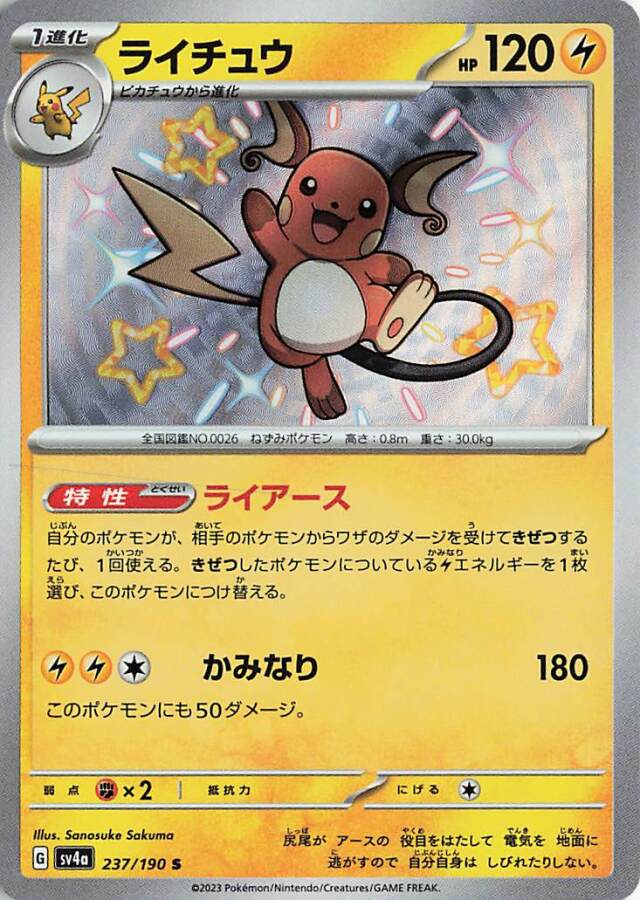 1進化
ライチュウ
HP 120
ピカチュウから進化
全国図鑑NO.0026 ねずみポケモン 高さ:0.8m 重さ:30.0kg
特性 とくせい ライアース
自分のポケモンが、相手のポケモンからワザのダメージを受けてきぜつする
たび、1回使える。きぜつしたポケモンについているエネルギーを1枚
選び、このポケモンにつけ替える。
かみなり 180
このポケモンにも50ダメージ。
弱点 ×2 抵抗力 にげる
Illus. Sanosuke Sakuma
G sv4a 237/190 S
尻尾が アースの 役目をはたして 電気を 地面に
逃がすので 自分自身は しびれたりしない。
©2023 Pokémon/Nintendo/Creatures/GAME FREAK.